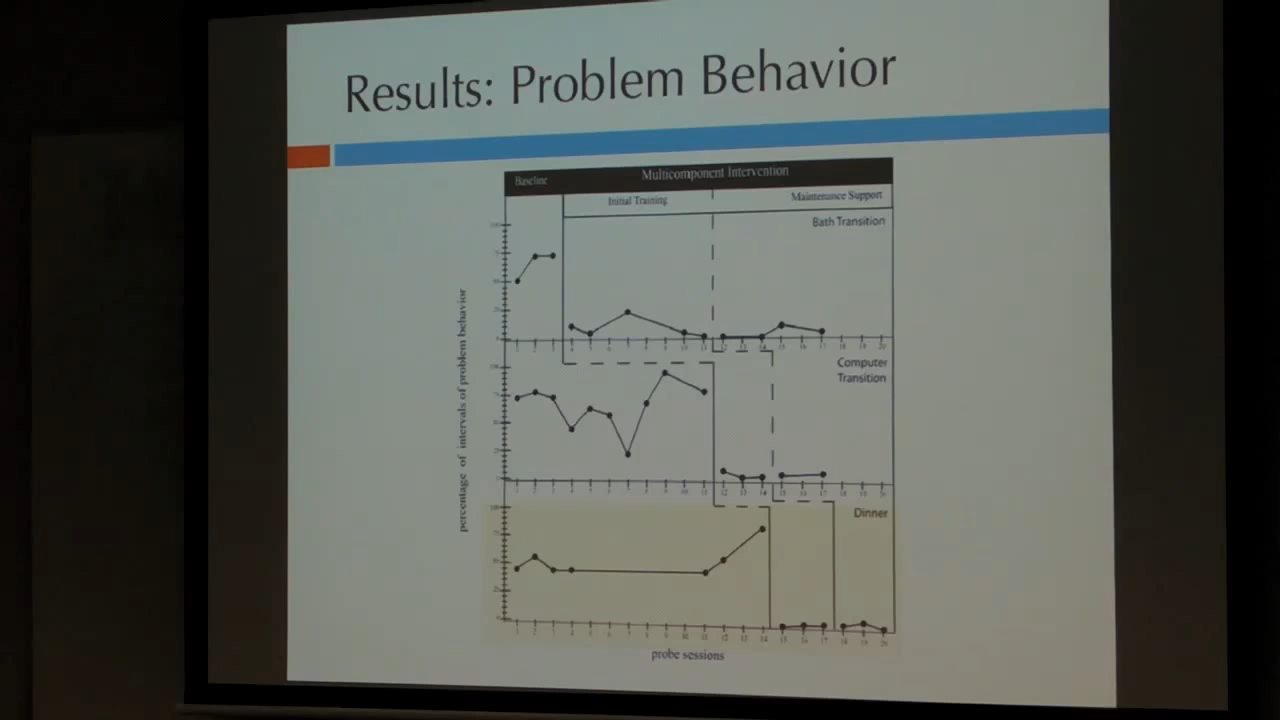 Results: Problem Behavior
Baseline
Multicomponent Intervention
Initial Training
Maintenance Support
Bath Transition
Computer
Transition
Dinner
percentage of intervals of problem behavior
probe sessions